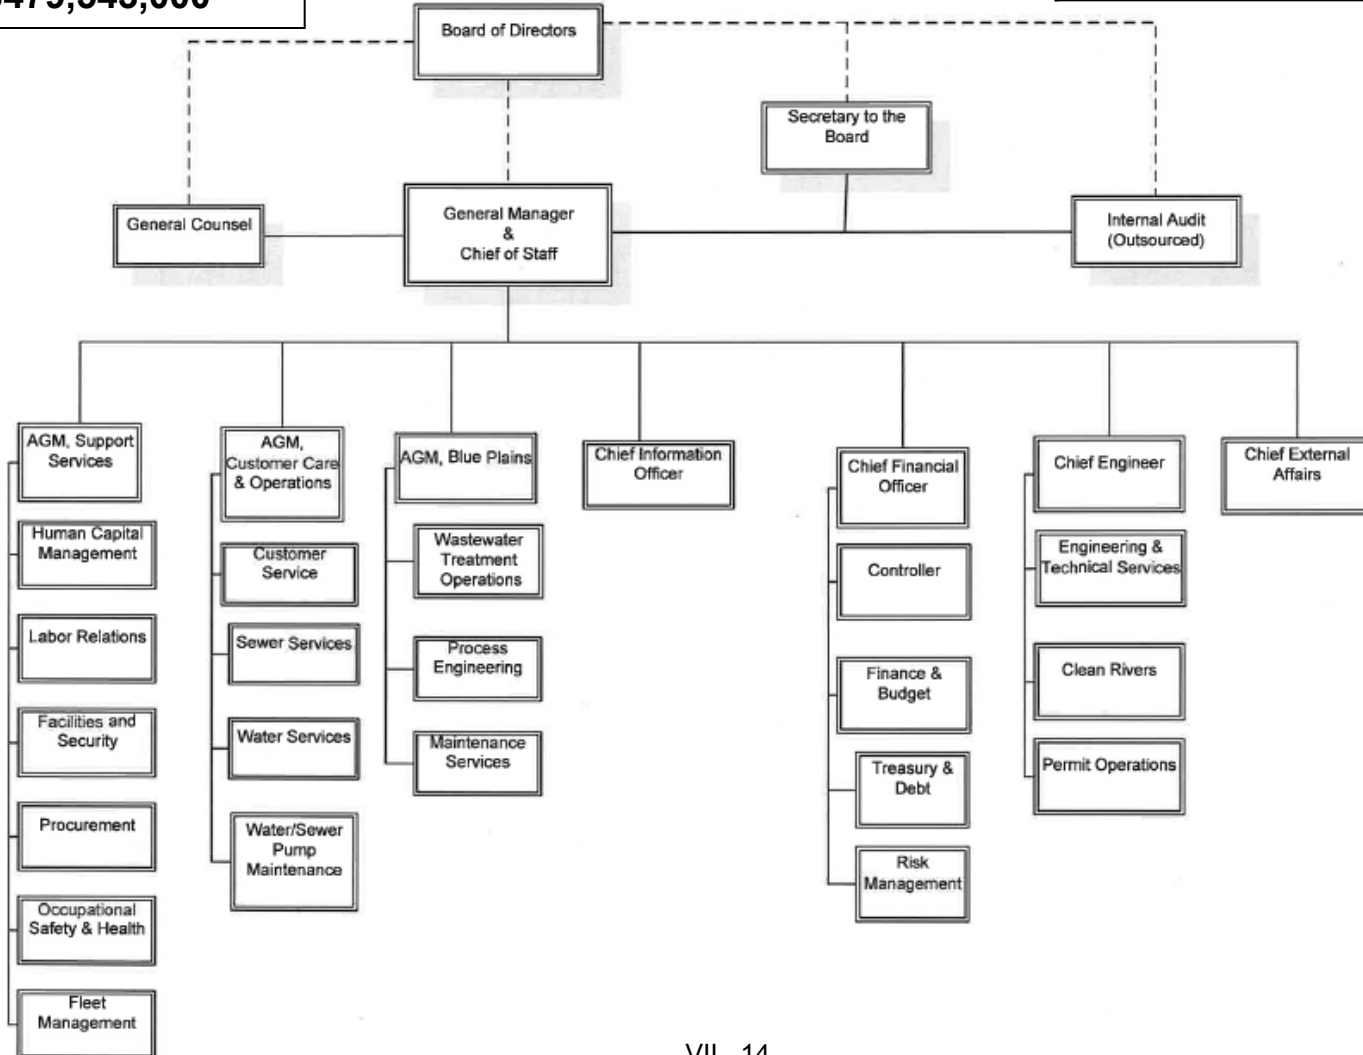 Board of Directors
Secretary to the
Board
General Counsel
General Manager
&
Chief of Staff
Internal Audit
(Outsourced)
AGM, Support
Services
Human Capital
Management
Labor Relations
Facilities and
Security
Procurement
Occupational
Safety & Health
Fleet
Management
AGM,
Customer Care
& Operations
Customer
Service
Sewer Services
Water Services
Water/Sewer
Pump
Maintenance
AGM, Blue Plains
Wastewater
Treatment
Operations
Process
Engineering
Maintenance
Services
Chief Information
Officer
Chief Financial
Officer
Controller
Finance &
Budget
Treasury &
Debt
Risk
Management
Chief Engineer
Engineering &
Technical Services
Clean Rivers
Permit Operations
Chief External
Affairs